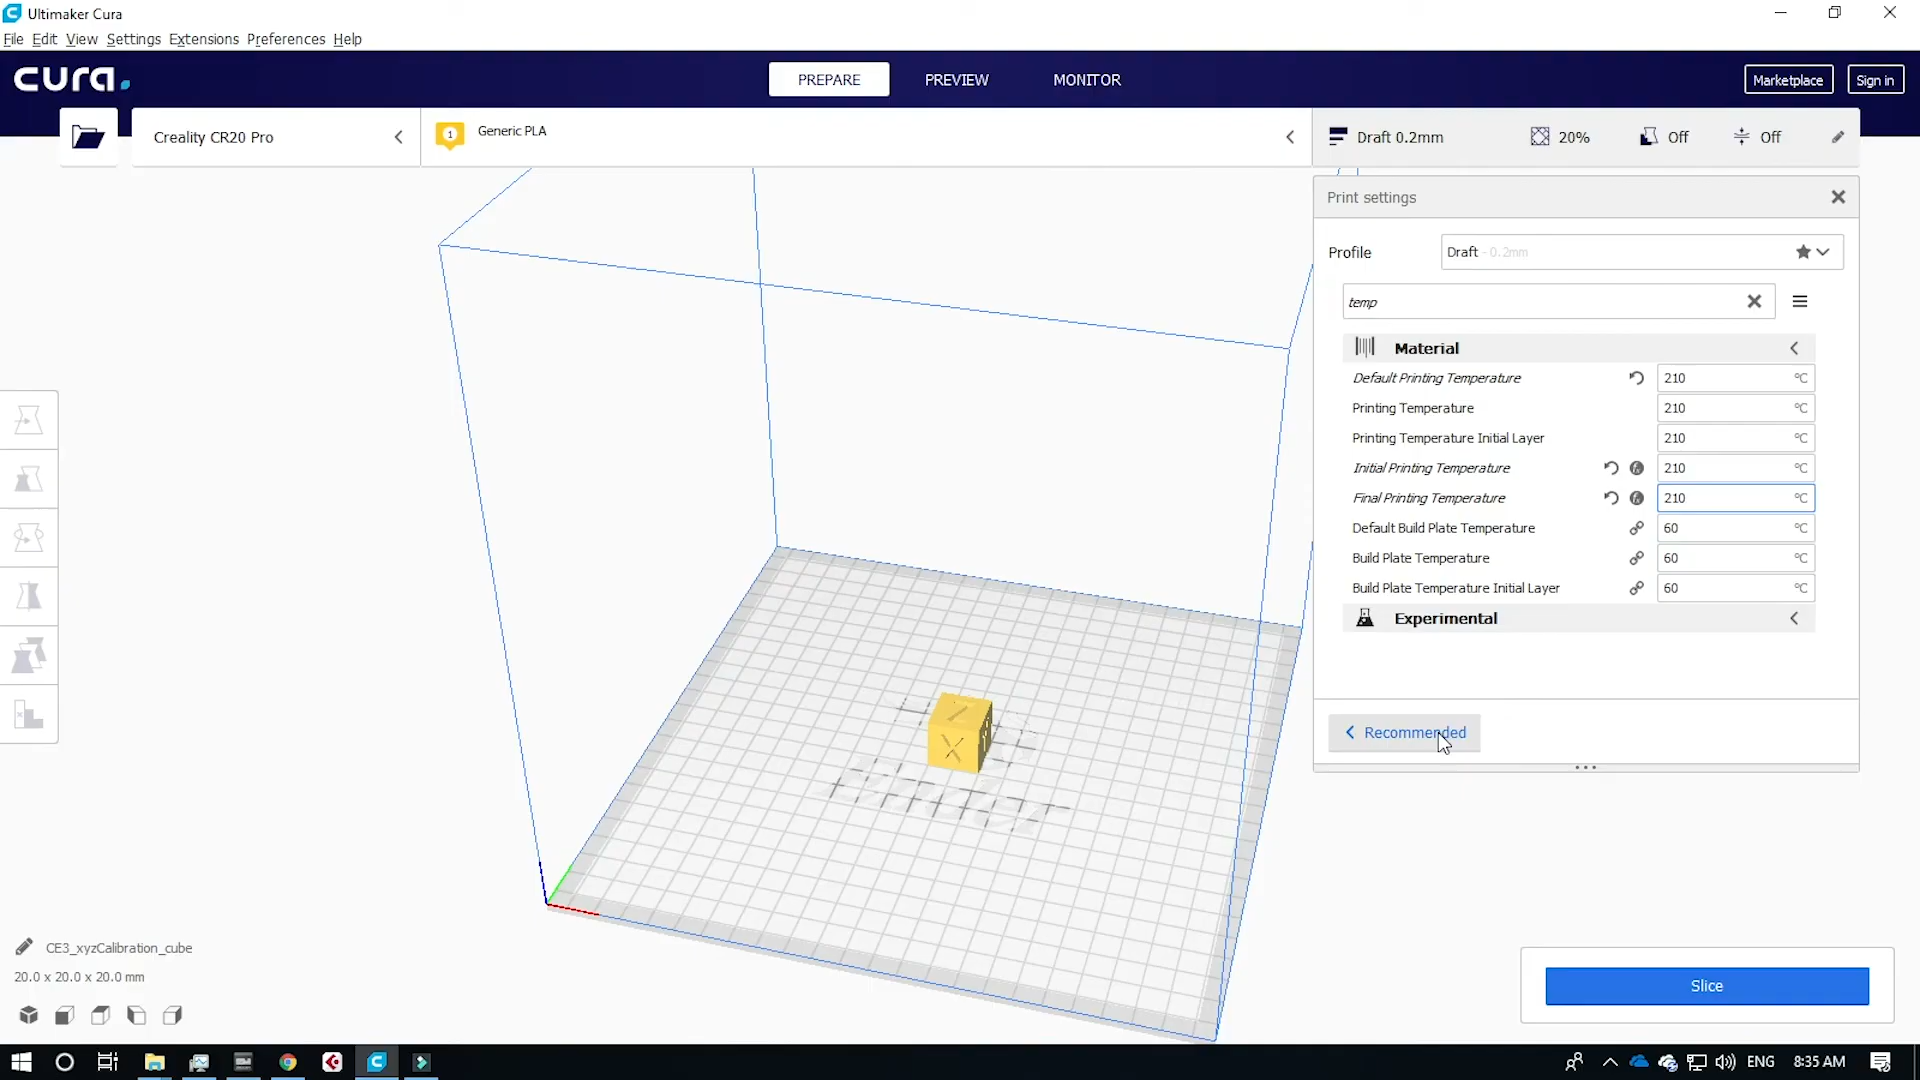 Ultimaker Cura
File Edit View Settings Extensions Preferences Help
cura.
PREPARE PREVIEW MONITOR
Marketplace Sign in
Creality CR20 Pro
1 Generic PLA
Draft 0.2mm 20% Off Off
Print settings
Profile Draft - 0.2mm
temp
Material
Default Printing Temperature 210 °C
Printing Temperature 210 °C
Printing Temperature Initial Layer 210 °C
Initial Printing Temperature 210 °C
Final Printing Temperature 210 °C
Default Build Plate Temperature 60 °C
Build Plate Temperature 60 °C
Build Plate Temperature Initial Layer 60 °C
Experimental
Recommended
Z
X
Ender
CE3_xyzCalibration_cube
20.0 x 20.0 x 20.0 mm
Slice
ENG 8:35 AM